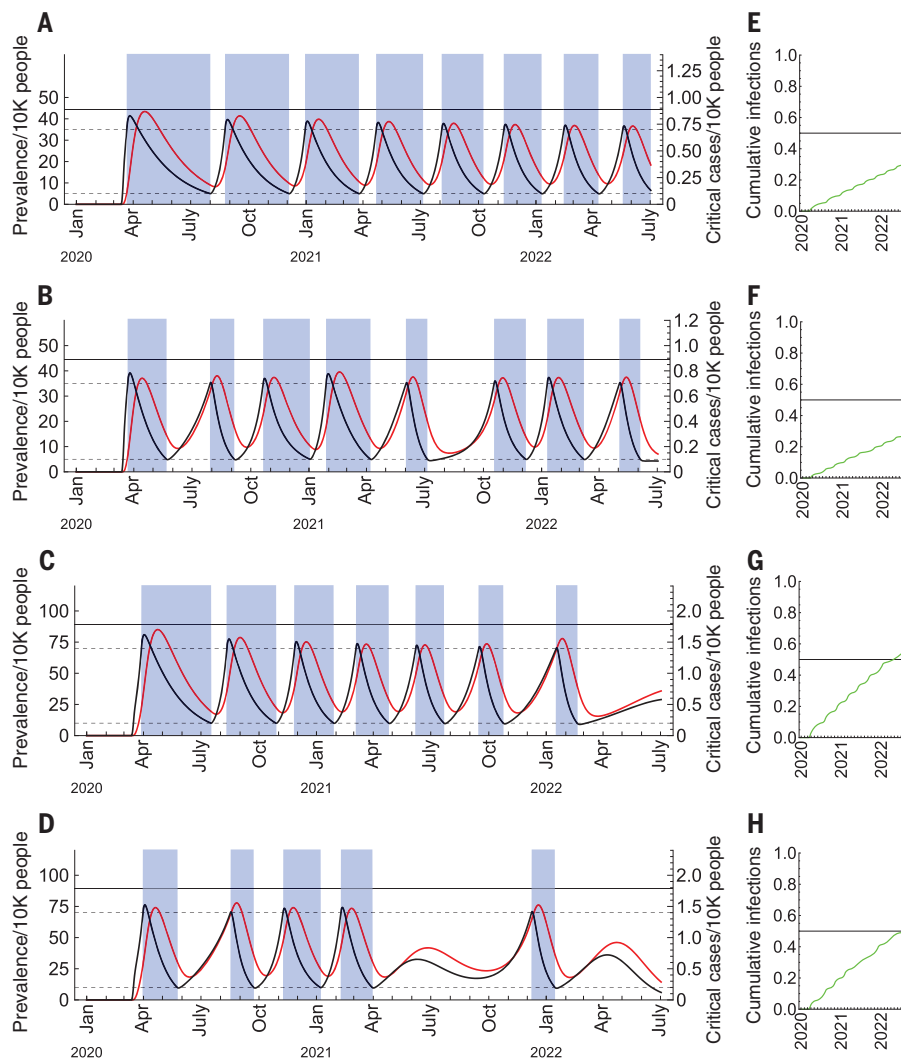 A
Prevalence/10K people
50
40
30
20
10
0
Jan
Apr
July
Oct
Jan
Apr
July
Oct
Jan
Apr
July
2020
2021
2022
1.25
1.00
0.75
0.50
0.25
0
Critical cases/10K people
E
Cumulative infections
1.0
0.8
0.6
0.4
0.2
0.0
2020
2021
2022
B
Prevalence/10K people
50
40
30
20
10
0
Jan
Apr
July
Oct
Jan
Apr
July
Oct
Jan
Apr
July
2020
2021
2022
1.2
1.0
0.8
0.6
0.4
0.2
0
Critical cases/10K people
F
Cumulative infections
1.0
0.8
0.6
0.4
0.2
0.0
2020
2021
2022
C
Prevalence/10K people
100
75
50
25
0
Jan
Apr
July
Oct
Jan
Apr
July
Oct
Jan
Apr
July
2020
2021
2022
2.0
1.5
1.0
0.5
0
Critical cases/10K people
G
Cumulative infections
1.0
0.8
0.6
0.4
0.2
0.0
2020
2021
2022
D
Prevalence/10K people
100
75
50
25
0
Jan
Apr
July
Oct
Jan
Apr
July
Oct
Jan
Apr
July
2020
2021
2022
2.0
1.5
1.0
0.5
0
Critical cases/10K people
H
Cumulative infections
1.0
0.8
0.6
0.4
0.2
0.0
2020
2021
2022